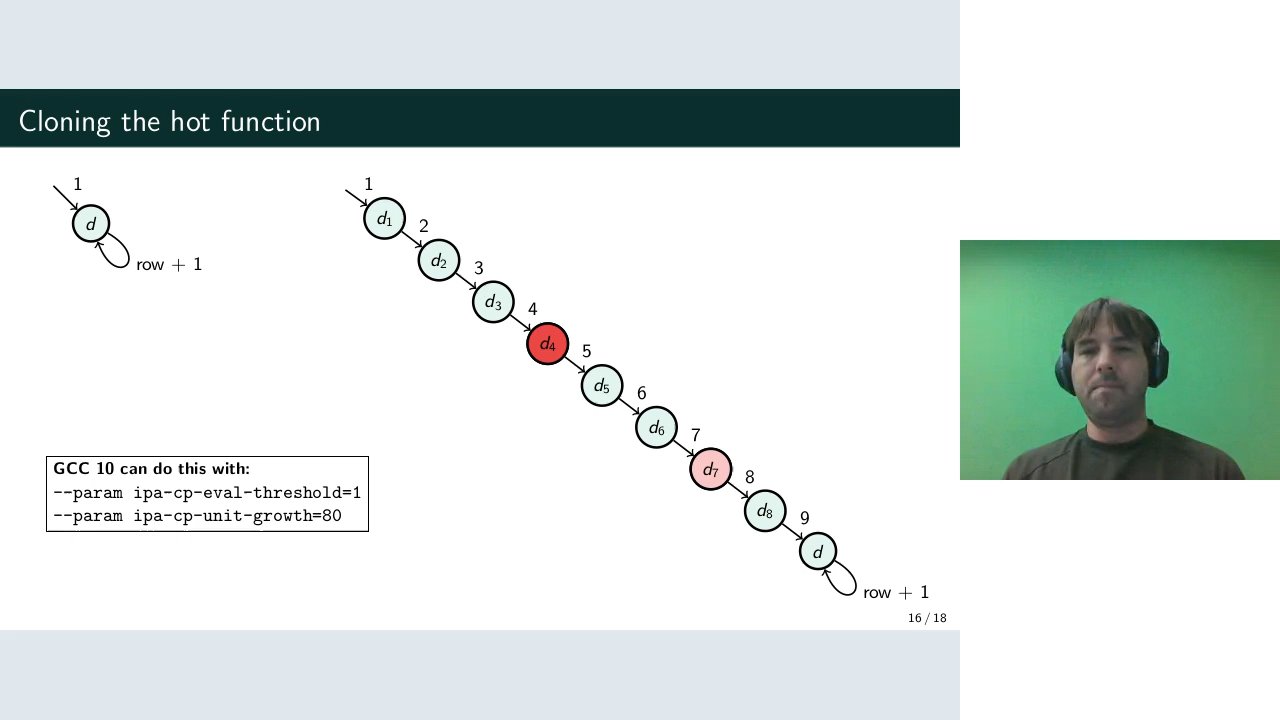 Cloning the hot function
1
d
row + 1
1
d1
2
d2
3
d3
4
d4
5
d5
6
d6
7
d7
8
d8
9
d
row + 1
GCC 10 can do this with:
--param ipa-cp-eval-threshold=1
--param ipa-cp-unit-growth=80
16 / 18